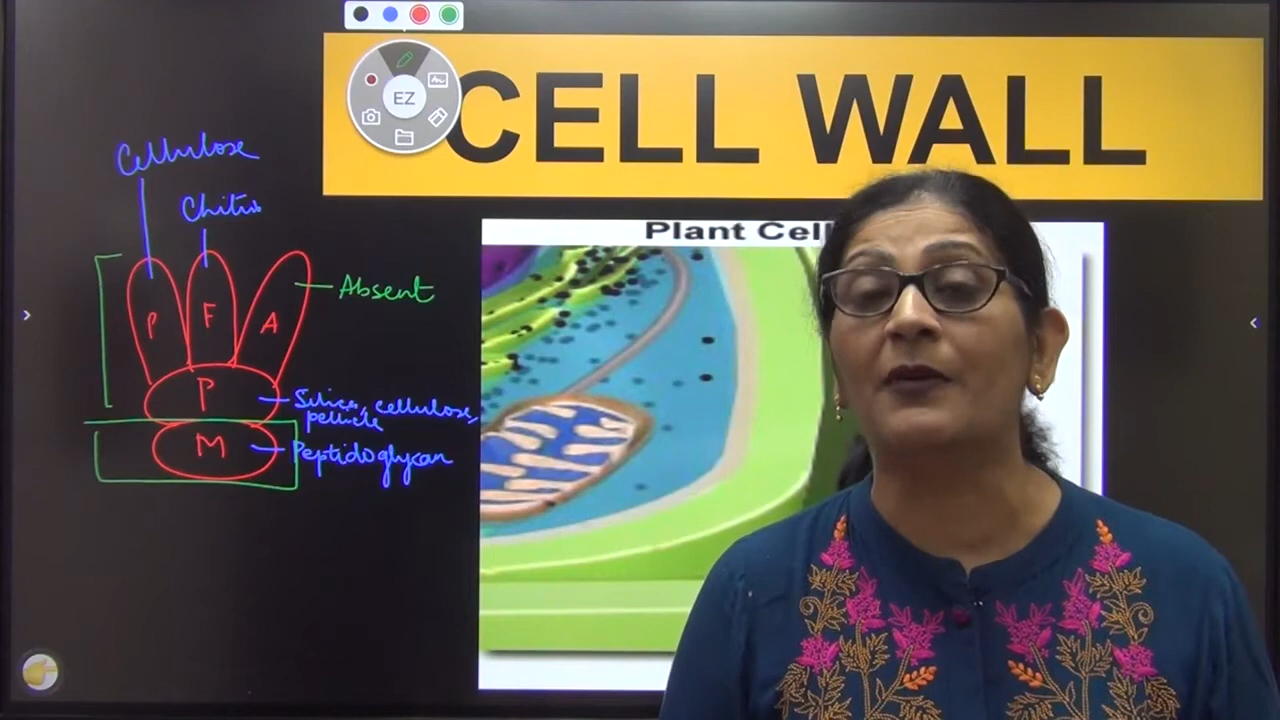 EZ
CELL WALL
Plant Cell
Cellulose
Chitin
P
F
A
Absent
P
Silica, cellulose,
pellicle
M
Peptidoglycan